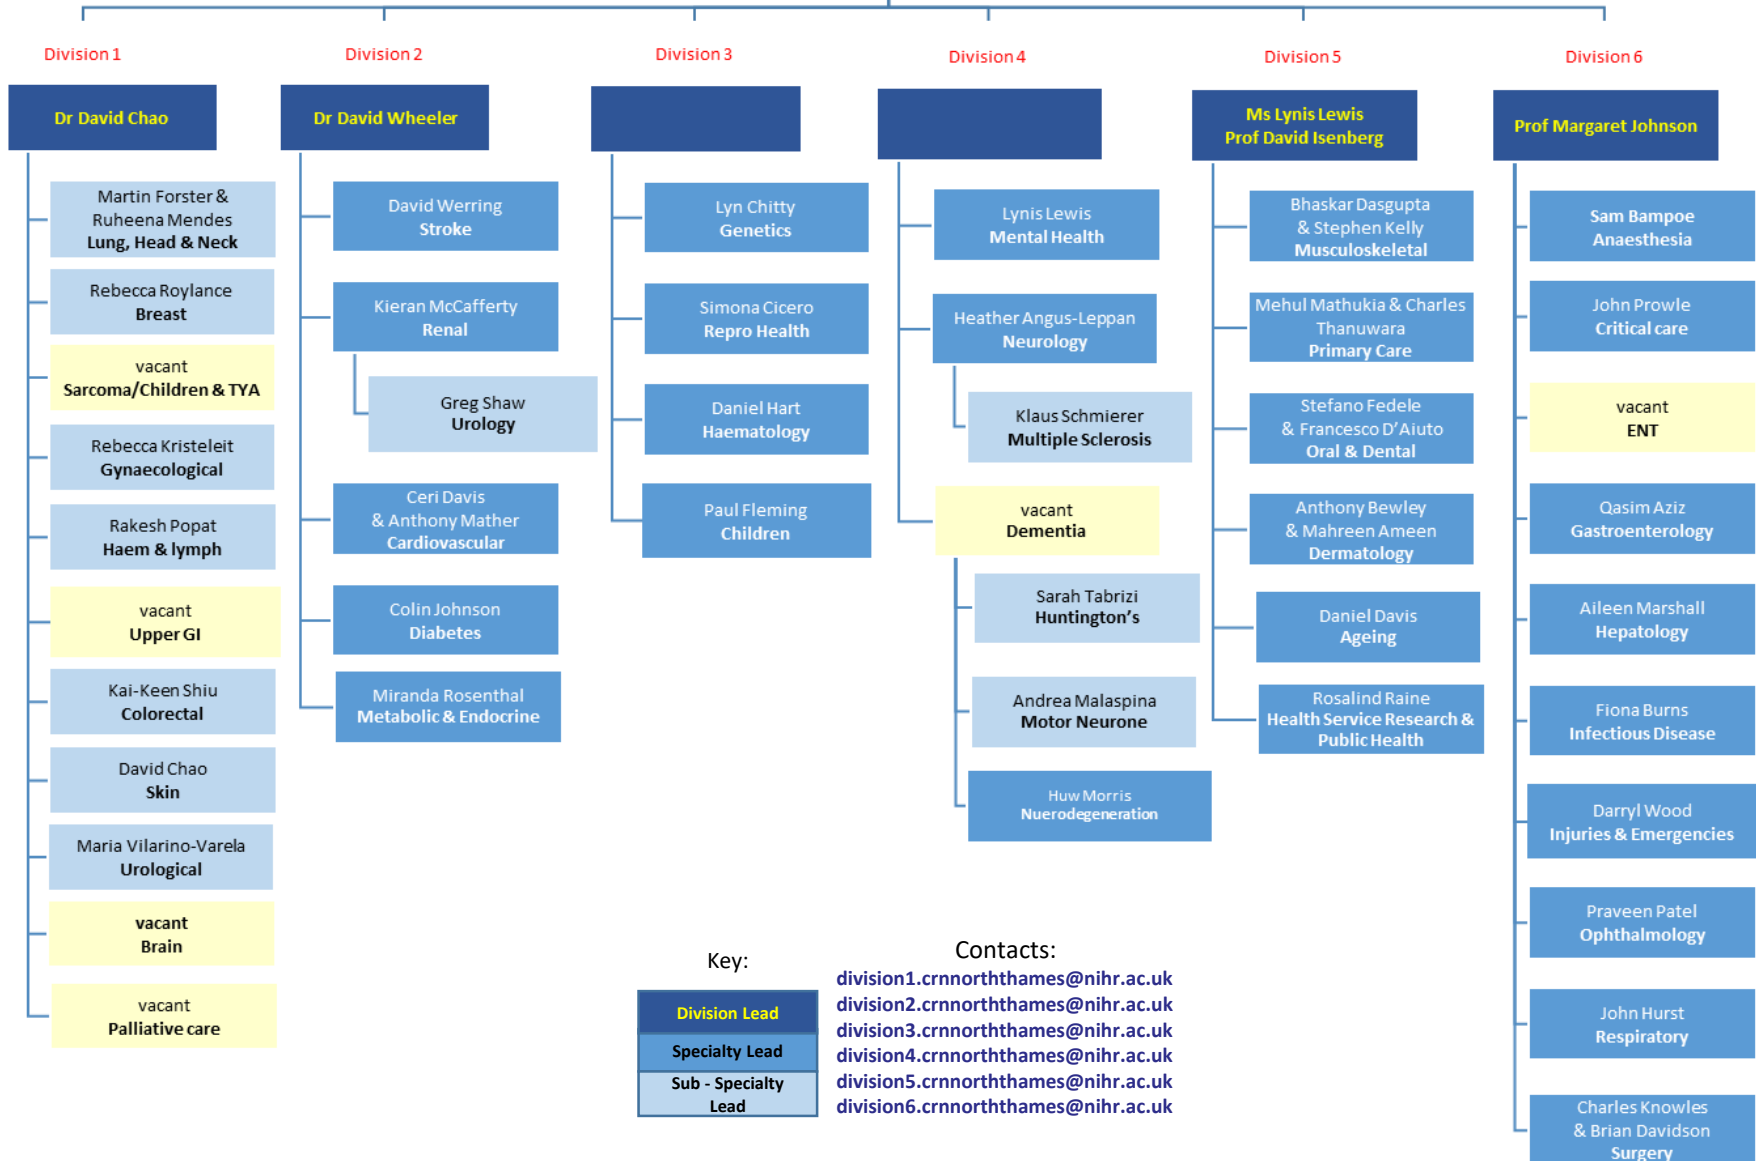 Division 1
Division 2
Division 3
Division 4
Division 5
Division 6
Dr David Chao
Martin Forster &
Ruheena Mendes
Lung, Head & Neck
Rebecca Roylance
Breast
vacant
Sarcoma/Children & TYA
Rebecca Kristeleit
Gynaecological
Rakesh Popat
Haem & lymph
vacant
Upper GI
Kai-Keen Shiu
Colorectal
David Chao
Skin
Maria Vilarino-Varela
Urological
vacant
Brain
vacant
Palliative care
Dr David Wheeler
David Werring
Stroke
Kieran McCafferty
Renal
Greg Shaw
Urology
Ceri Davis
& Anthony Mather
Cardiovascular
Colin Johnson
Diabetes
Miranda Rosenthal
Metabolic & Endocrine
Lyn Chitty
Genetics
Simona Cicero
Repro Health
Daniel Hart
Haematology
Paul Fleming
Children
Lynis Lewis
Mental Health
Heather Angus-Leppan
Neurology
Klaus Schmierer
Multiple Sclerosis
vacant
Dementia
Sarah Tabrizi
Huntington's
Andrea Malaspina
Motor Neurone
Huw Morris
Nuerodegeneration
Ms Lynis Lewis
Prof David Isenberg
Bhaskar Dasgupta
& Stephen Kelly
Musculoskeletal
Mehul Mathukia & Charles
Thanuwara
Primary Care
Stefano Fedele
& Francesco D'Aiuto
Oral & Dental
Anthony Bewley
& Mahreen Ameen
Dermatology
Daniel Davis
Ageing
Rosalind Raine
Health Service Research &
Public Health
Prof Margaret Johnson
Sam Bampoe
Anaesthesia
John Prowle
Critical care
vacant
ENT
Qasim Aziz
Gastroenterology
Aileen Marshall
Hepatology
Fiona Burns
Infectious Disease
Darryl Wood
Injuries & Emergencies
Praveen Patel
Ophthalmology
John Hurst
Respiratory
Charles Knowles
& Brian Davidson
Surgery
Key:
Division Lead
Specialty Lead
Sub - Specialty
Lead
Contacts:
division1.crnnorththames@nihr.ac.uk
division2.crnnorththames@nihr.ac.uk
division3.crnnorththames@nihr.ac.uk
division4.crnnorththames@nihr.ac.uk
division5.crnnorththames@nihr.ac.uk
division6.crnnorththames@nihr.ac.uk